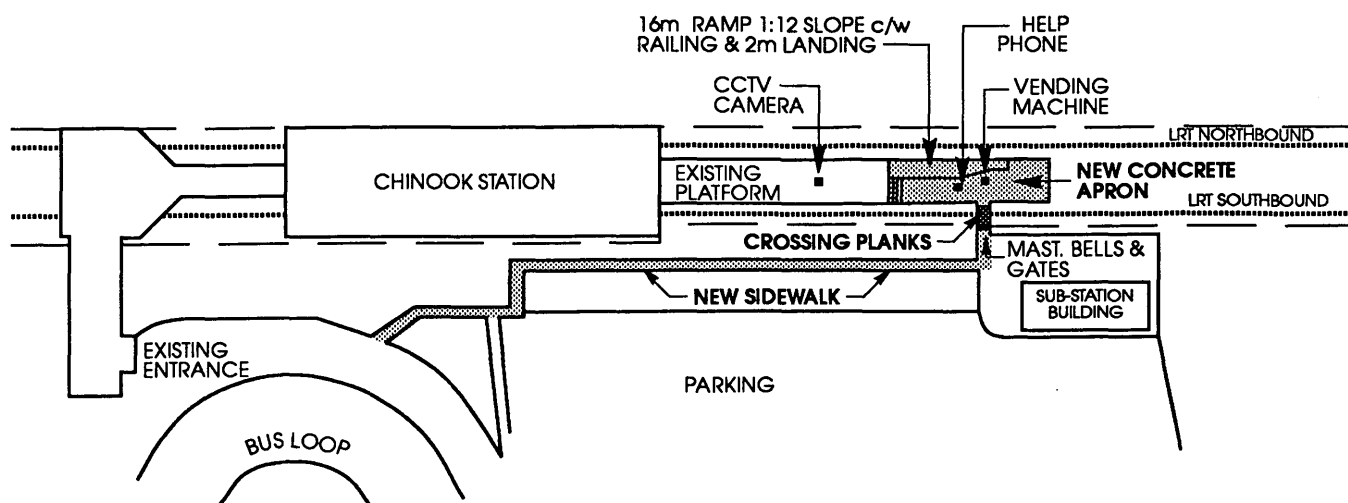 16m RAMP 1:12 SLOPE c/w
RAILING & 2m LANDING
HELP
PHONE
CCTV
CAMERA
VENDING
MACHINE
LRT NORTHBOUND
CHINOOK STATION
EXISTING
PLATFORM
NEW CONCRETE
APRON
LRT SOUTHBOUND
CROSSING PLANKS
MAST. BELLS &
GATES
NEW SIDEWALK
SUB-STATION
BUILDING
EXISTING
ENTRANCE
PARKING
BUS LOOP